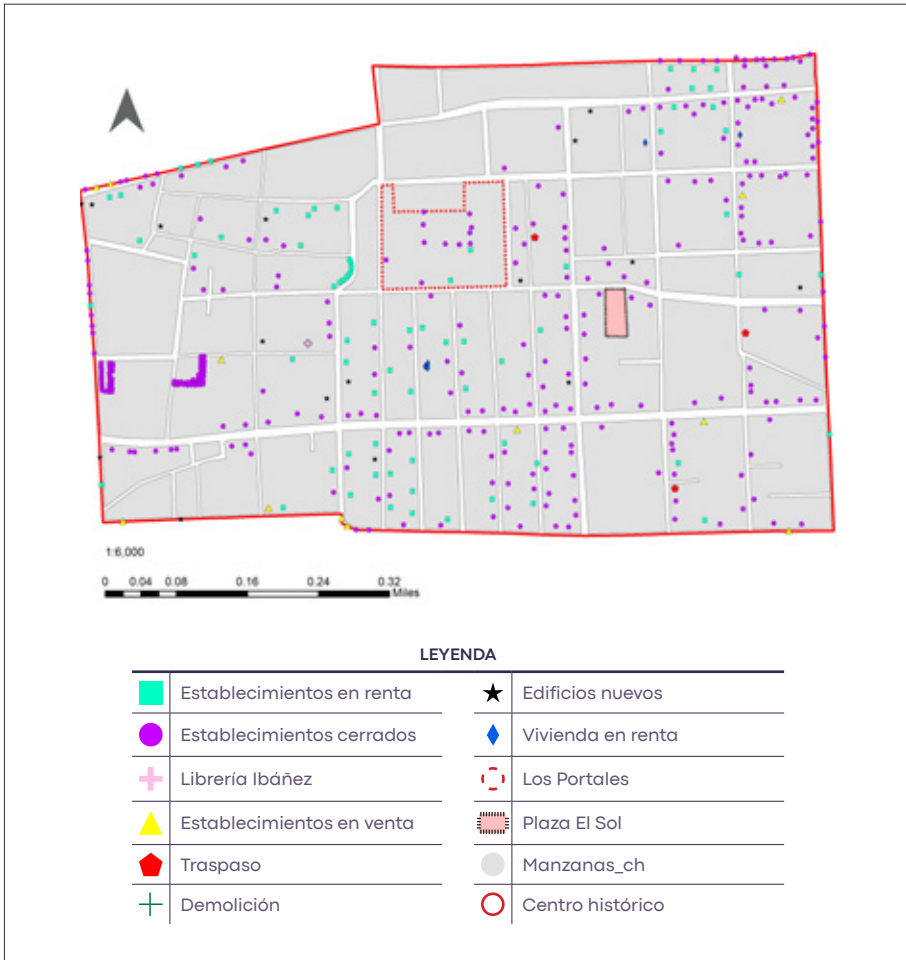 1:6,000
0 0.04 0.08 0.16 0.24 0.32
Miles
LEYENDA
Establecimientos en renta
Edificios nuevos
Establecimientos cerrados
Vivienda en renta
Librería Ibáñez
Los Portales
Establecimientos en venta
Plaza El Sol
Traspaso
Manzanas_ch
Demolición
Centro histórico